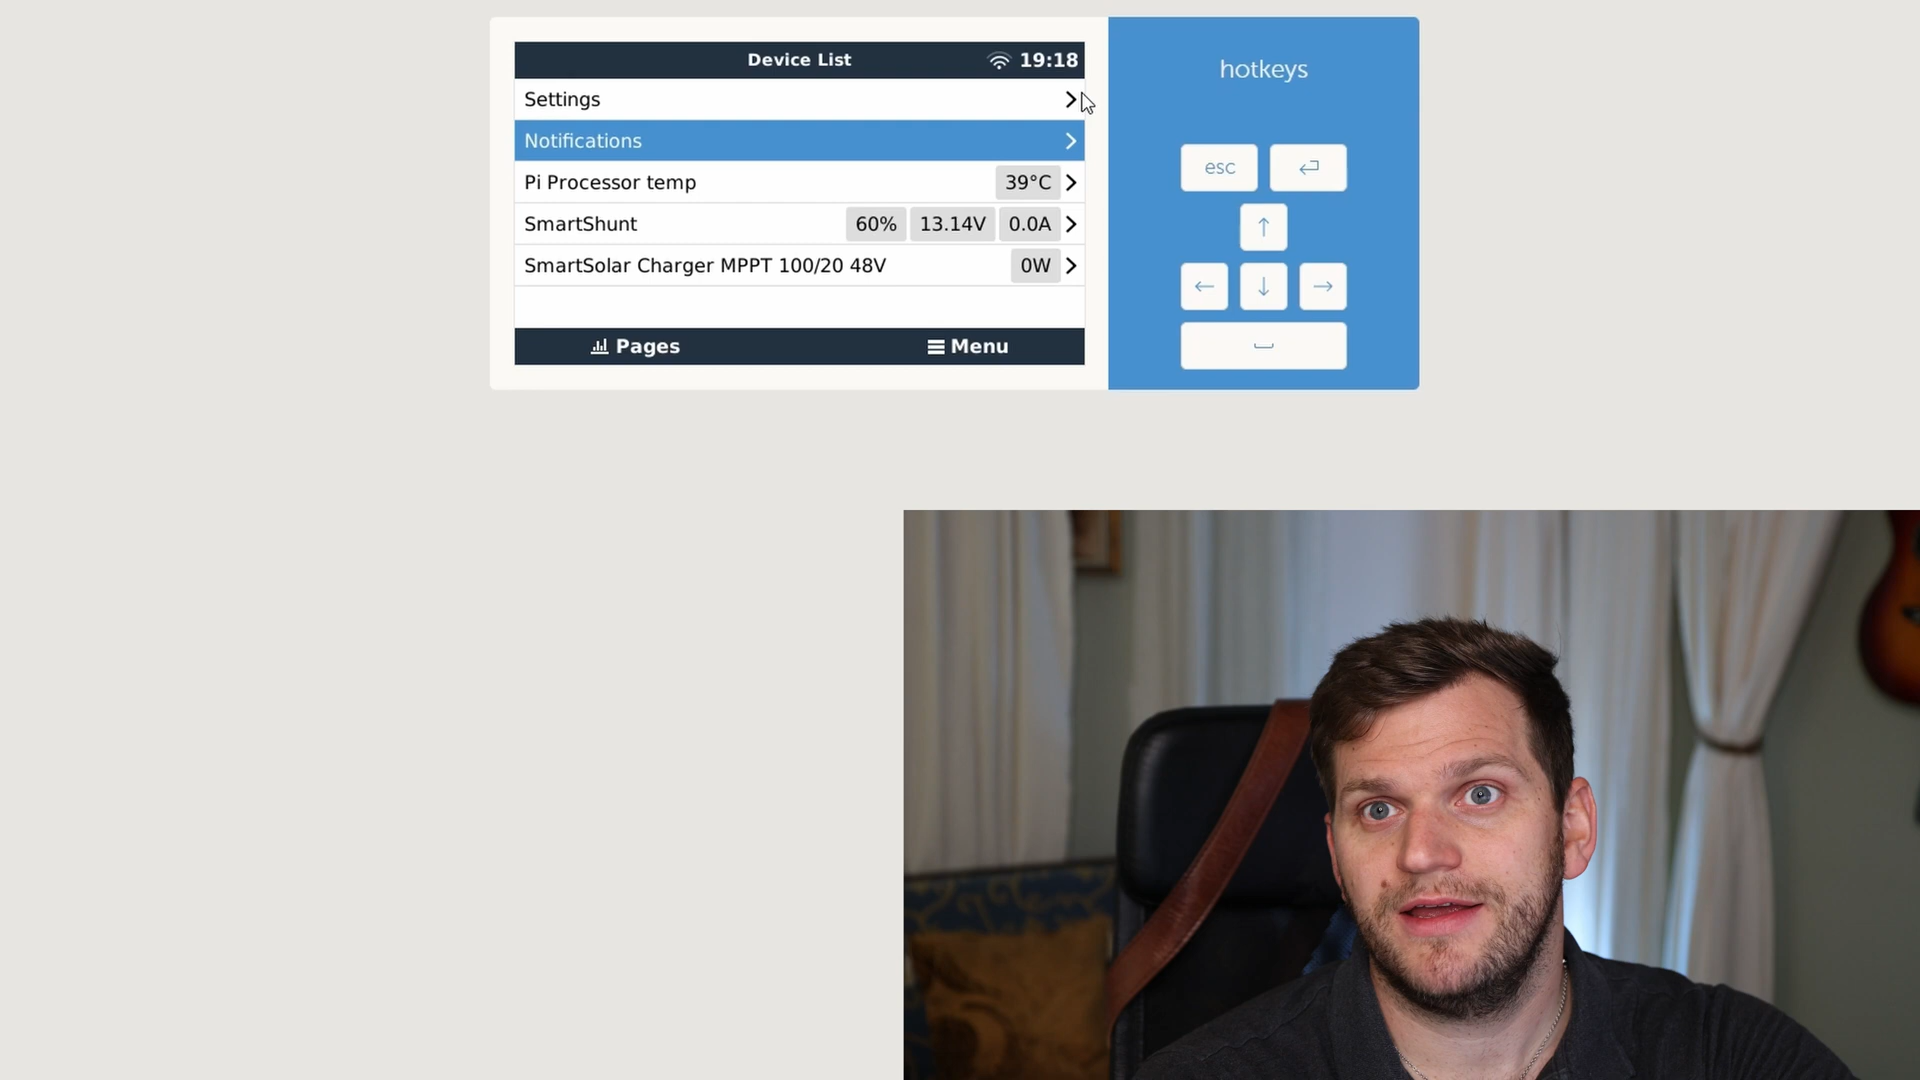 Device List 19:18
Settings
Notifications
Pi Processor temp 39°C
SmartShunt 60% 13.14V 0.0A
SmartSolar Charger MPPT 100/20 48V 0W
Pages Menu
hotkeys
esc